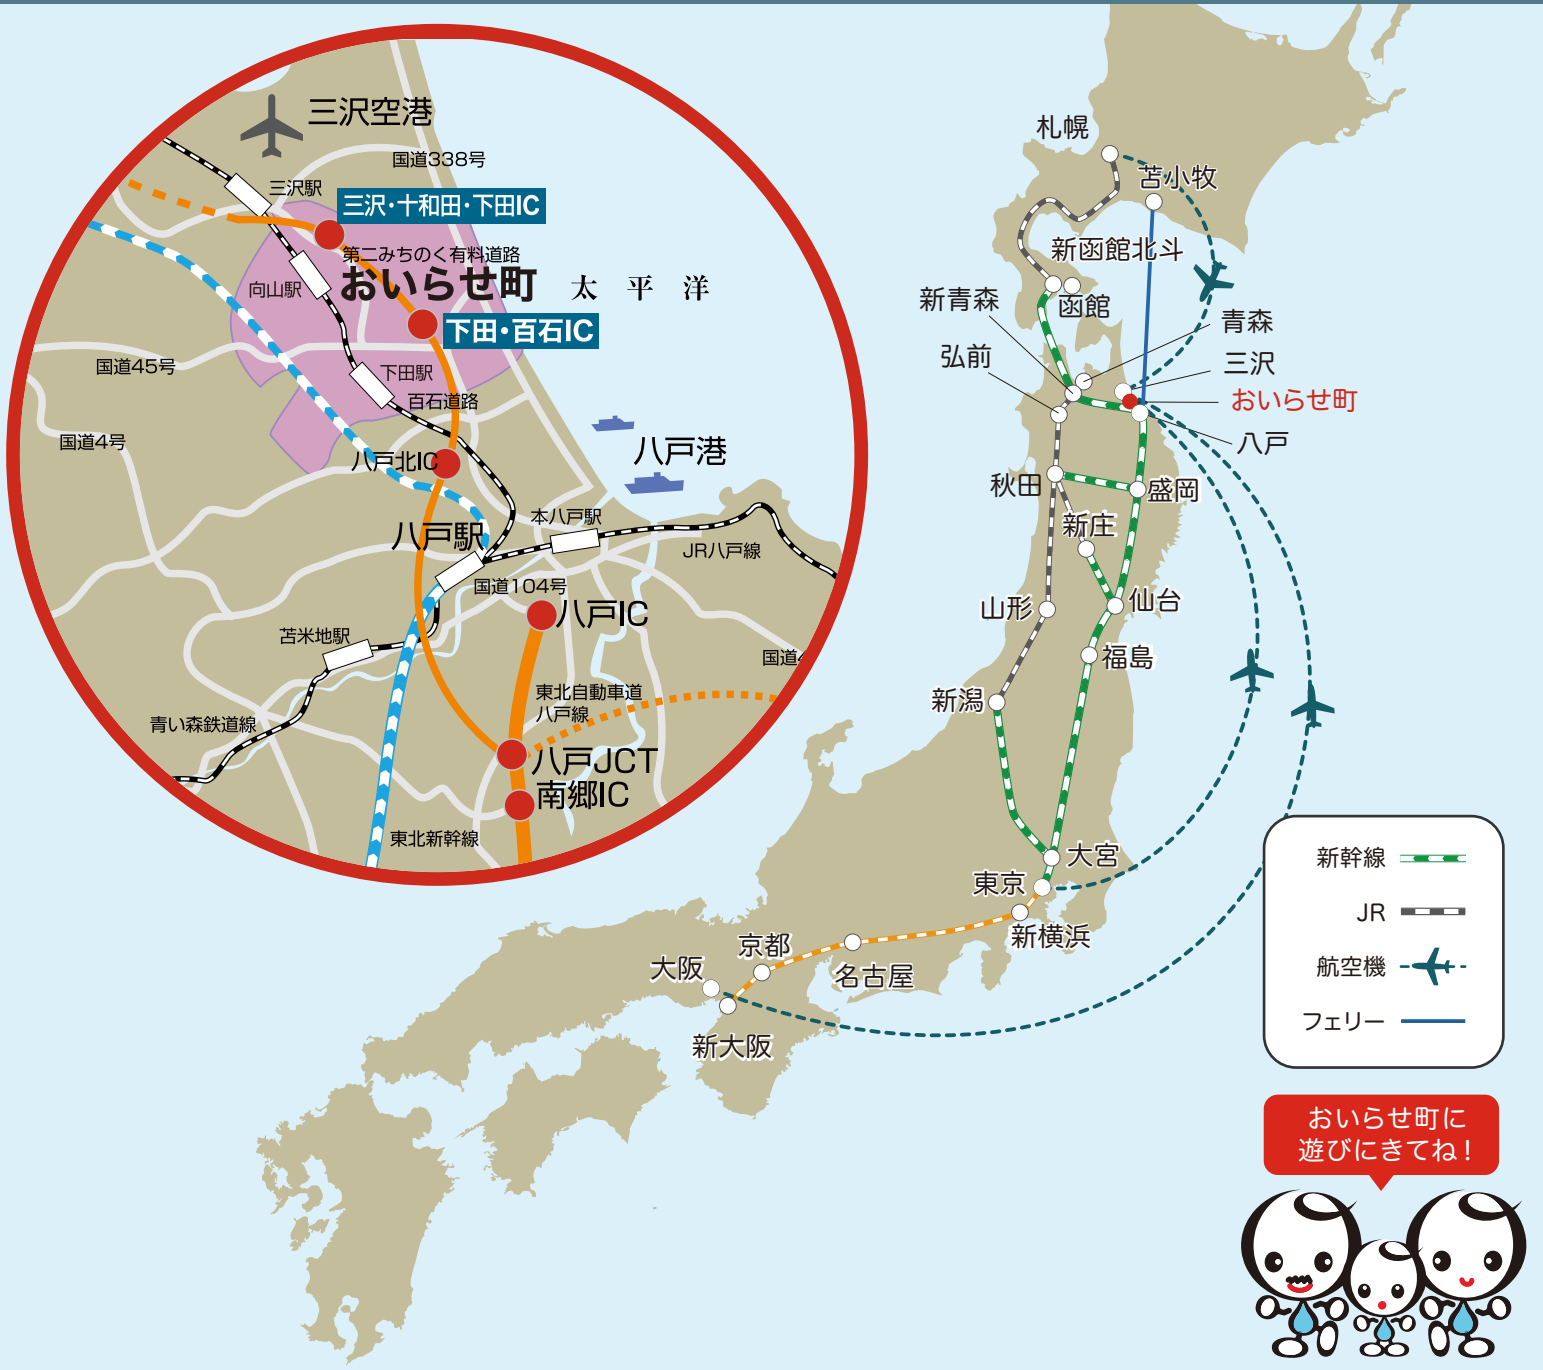 三沢空港
国道338号
三沢駅
三沢・十和田・下田IC
第二みちのく有料道路
向山駅
おいらせ町
太平洋
下田・百石IC
国道45号
下田駅
百石道路
国道4号
八戸北IC
八戸港
八戸駅
本八戸駅
JR八戸線
国道104号
八戸IC
苫米地駅
国道4
東北自動車道
八戸線
青い森鉄道線
八戸JCT
南郷IC
東北新幹線
札幌
苫小牧
新函館北斗
函館
新青森
青森
弘前
三沢
おいらせ町
八戸
秋田
盛岡
新庄
山形
仙台
福島
新潟
大宮
東京
新横浜
京都
名古屋
大阪
新大阪
新幹線
JR
航空機
フェリー
おいらせ町に
遊びにきてね!